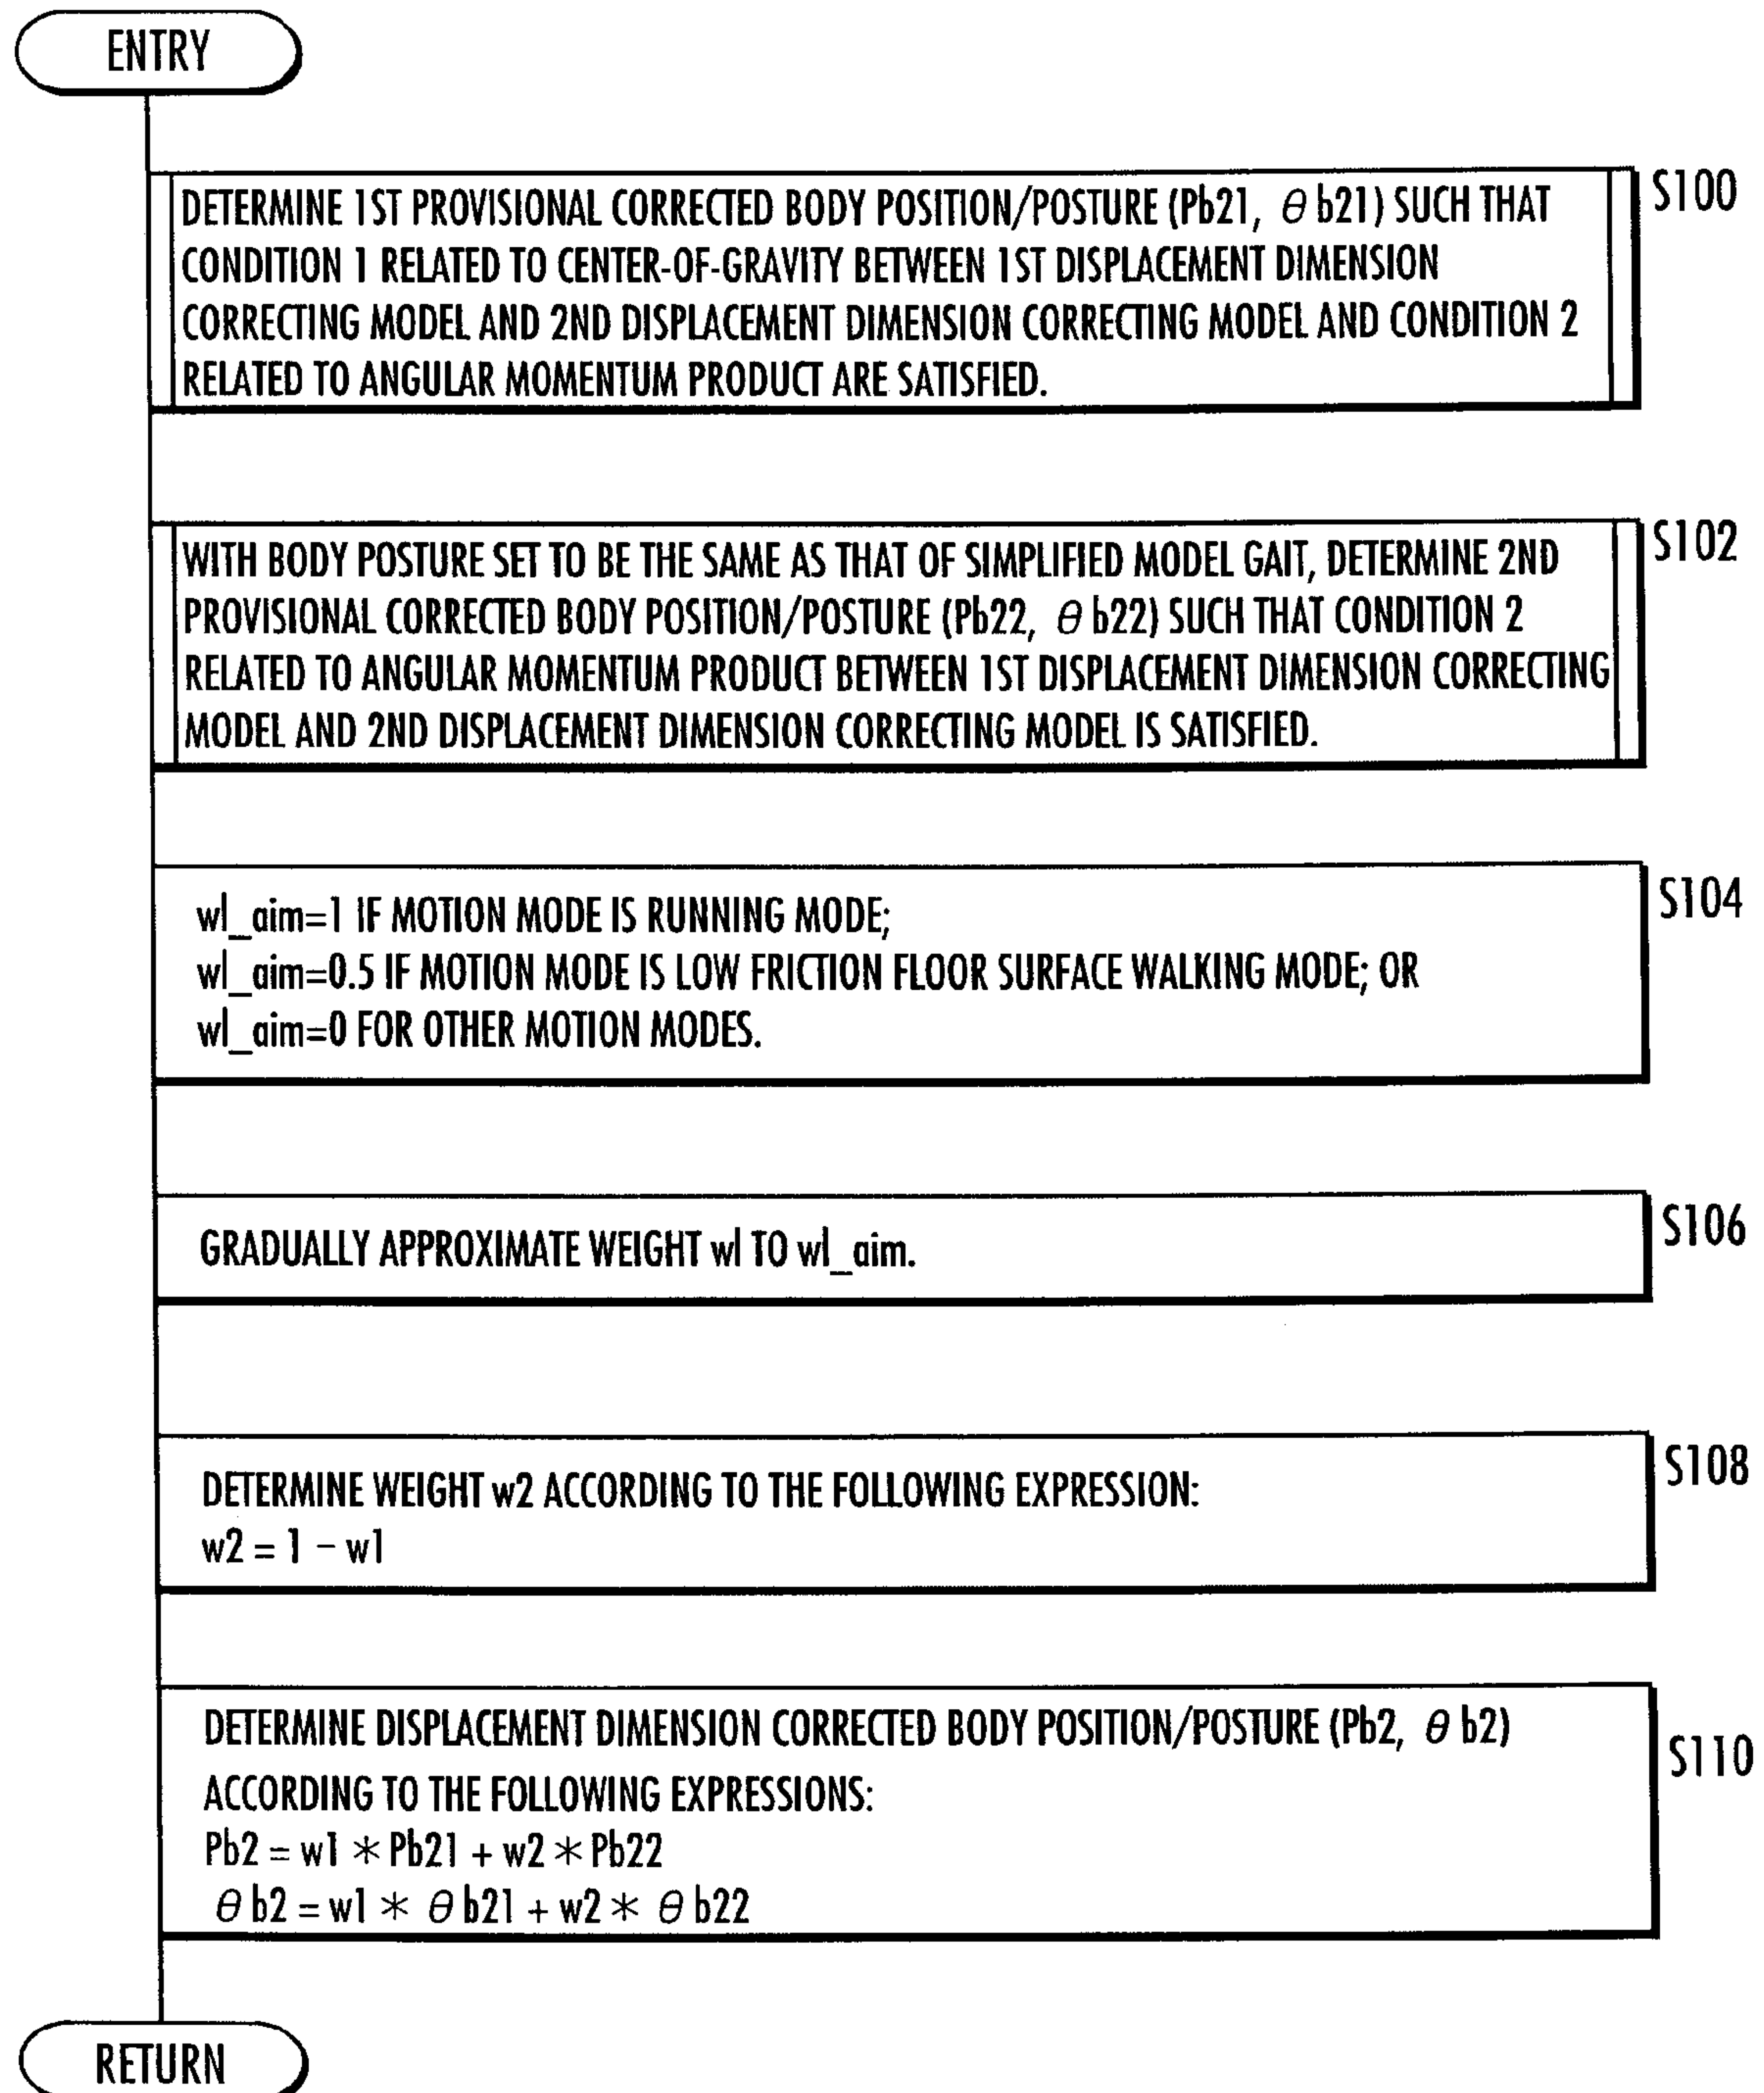 ENTRY
S100
DETERMINE 1ST PROVISIONAL CORRECTED BODY POSITION/POSTURE (Pb21, θb21) SUCH THAT
CONDITION 1 RELATED TO CENTER-OF-GRAVITY BETWEEN 1ST DISPLACEMENT DIMENSION
CORRECTING MODEL AND 2ND DISPLACEMENT DIMENSION CORRECTING MODEL AND CONDITION 2
RELATED TO ANGULAR MOMENTUM PRODUCT ARE SATISFIED.
S102
WITH BODY POSTURE SET TO BE THE SAME AS THAT OF SIMPLIFIED MODEL GAIT, DETERMINE 2ND
PROVISIONAL CORRECTED BODY POSITION/POSTURE (Pb22, θb22) SUCH THAT CONDITION 2
RELATED TO ANGULAR MOMENTUM PRODUCT BETWEEN 1ST DISPLACEMENT DIMENSION CORRECTING
MODEL AND 2ND DISPLACEMENT DIMENSION CORRECTING MODEL IS SATISFIED.
S104
w1_aim=1 IF MOTION MODE IS RUNNING MODE;
w1_aim=0.5 IF MOTION MODE IS LOW FRICTION FLOOR SURFACE WALKING MODE; OR
w1_aim=0 FOR OTHER MOTION MODES.
S106
GRADUALLY APPROXIMATE WEIGHT w1 TO w1_aim.
S108
DETERMINE WEIGHT w2 ACCORDING TO THE FOLLOWING EXPRESSION:
w2 = 1 - w1
S110
DETERMINE DISPLACEMENT DIMENSION CORRECTED BODY POSITION/POSTURE (Pb2, θb2)
ACCORDING TO THE FOLLOWING EXPRESSIONS:
Pb2 = w1 * Pb21 + w2 * Pb22
θb2 = w1 * θb21 + w2 * θb22
RETURN